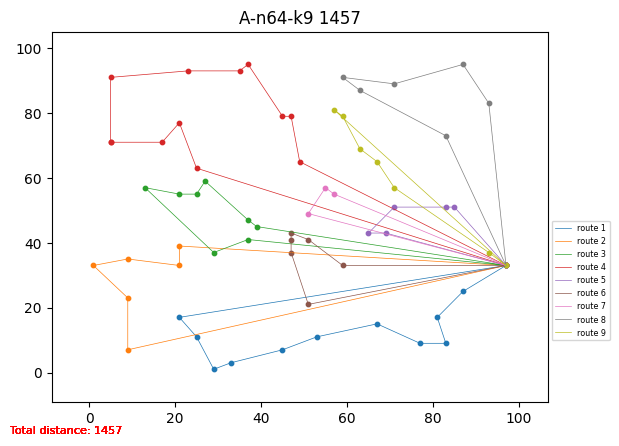 A-n64-k9 1457
100
80
60
40
20
0
0 20 40 60 80 100
route 1
route 2
route 3
route 4
route 5
route 6
route 7
route 8
route 9
Total distance: 1457